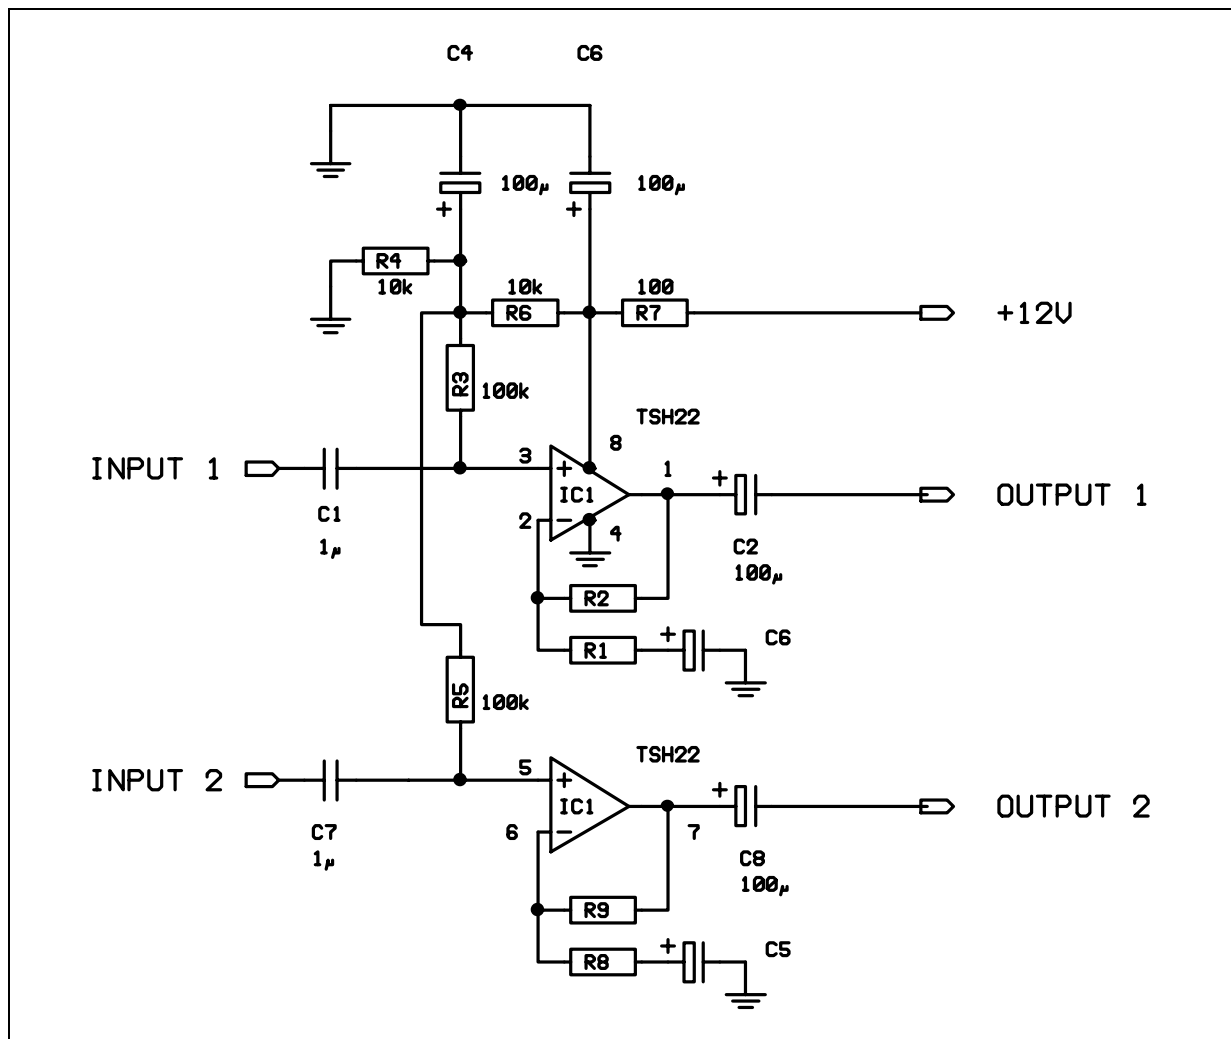 C4 C6
100µ 100µ
+ +
R4
10k 10k 100
R6 R7 +12V
R3 100k
TSH22
8
INPUT 1 3 + 1
+
IC1 OUTPUT 1
C1 2 −
4
1µ C2
100µ
R2
+ C6
R1
R5 100k
TSH22
INPUT 2 5 +
+
IC1 OUTPUT 2
C7 6 − 7
1µ C8
100µ
R9
+ C5
R8